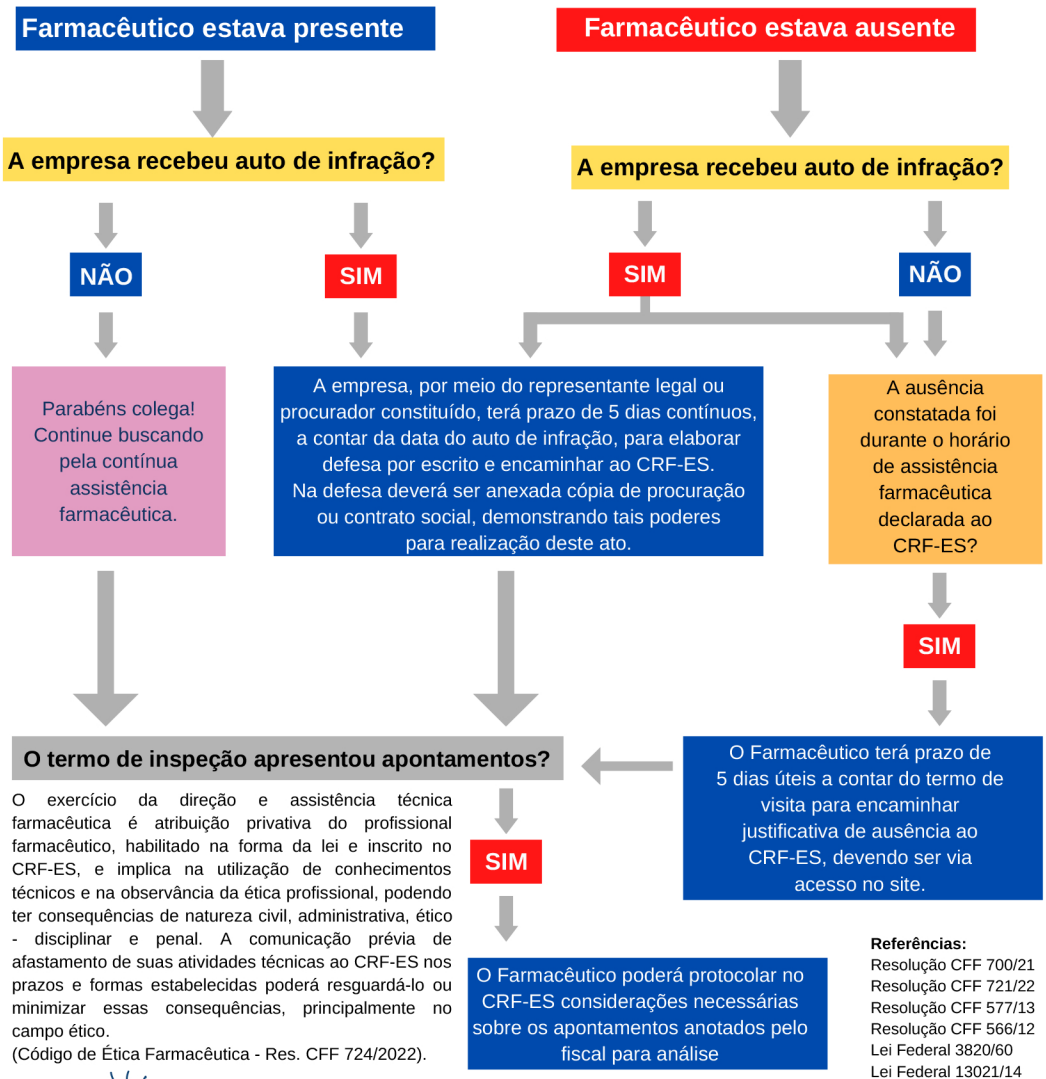 Farmacêutico estava presente
Farmacêutico estava ausente
A empresa recebeu auto de infração?
A empresa recebeu auto de infração?
NÃO
SIM
SIM
NÃO
Parabéns colega!
Continue buscando
pela contínua
assistência
farmacêutica.
A empresa, por meio do representante legal ou
procurador constituído, terá prazo de 5 dias contínuos,
a contar da data do auto de infração, para elaborar
defesa por escrito e encaminhar ao CRF-ES.
Na defesa deverá ser anexada cópia de procuração
ou contrato social, demonstrando tais poderes
para realização deste ato.
A ausência
constatada foi
durante o horário
de assistência
farmacêutica
declarada ao
CRF-ES?
SIM
O termo de inspeção apresentou apontamentos?
O Farmacêutico terá prazo de
5 dias úteis a contar do termo de
visita para encaminhar
justificativa de ausência ao
CRF-ES, devendo ser via
acesso no site.
O exercício da direção e assistência técnica
farmacêutica é atribuição privativa do profissional
farmacêutico, habilitado na forma da lei e inscrito no
CRF-ES, e implica na utilização de conhecimentos
técnicos e na observância da ética profissional, podendo
ter consequências de natureza civil, administrativa, ético
- disciplinar e penal. A comunicação prévia de
afastamento de suas atividades técnicas ao CRF-ES nos
prazos e formas estabelecidas poderá resguardá-lo ou
minimizar essas consequências, principalmente no
campo ético.
(Código de Ética Farmacêutica - Res. CFF 724/2022).
SIM
O Farmacêutico poderá protocolar no
CRF-ES considerações necessárias
sobre os apontamentos anotados pelo
fiscal para análise
Referências:
Resolução CFF 700/21
Resolução CFF 721/22
Resolução CFF 577/13
Resolução CFF 566/12
Lei Federal 3820/60
Lei Federal 13021/14